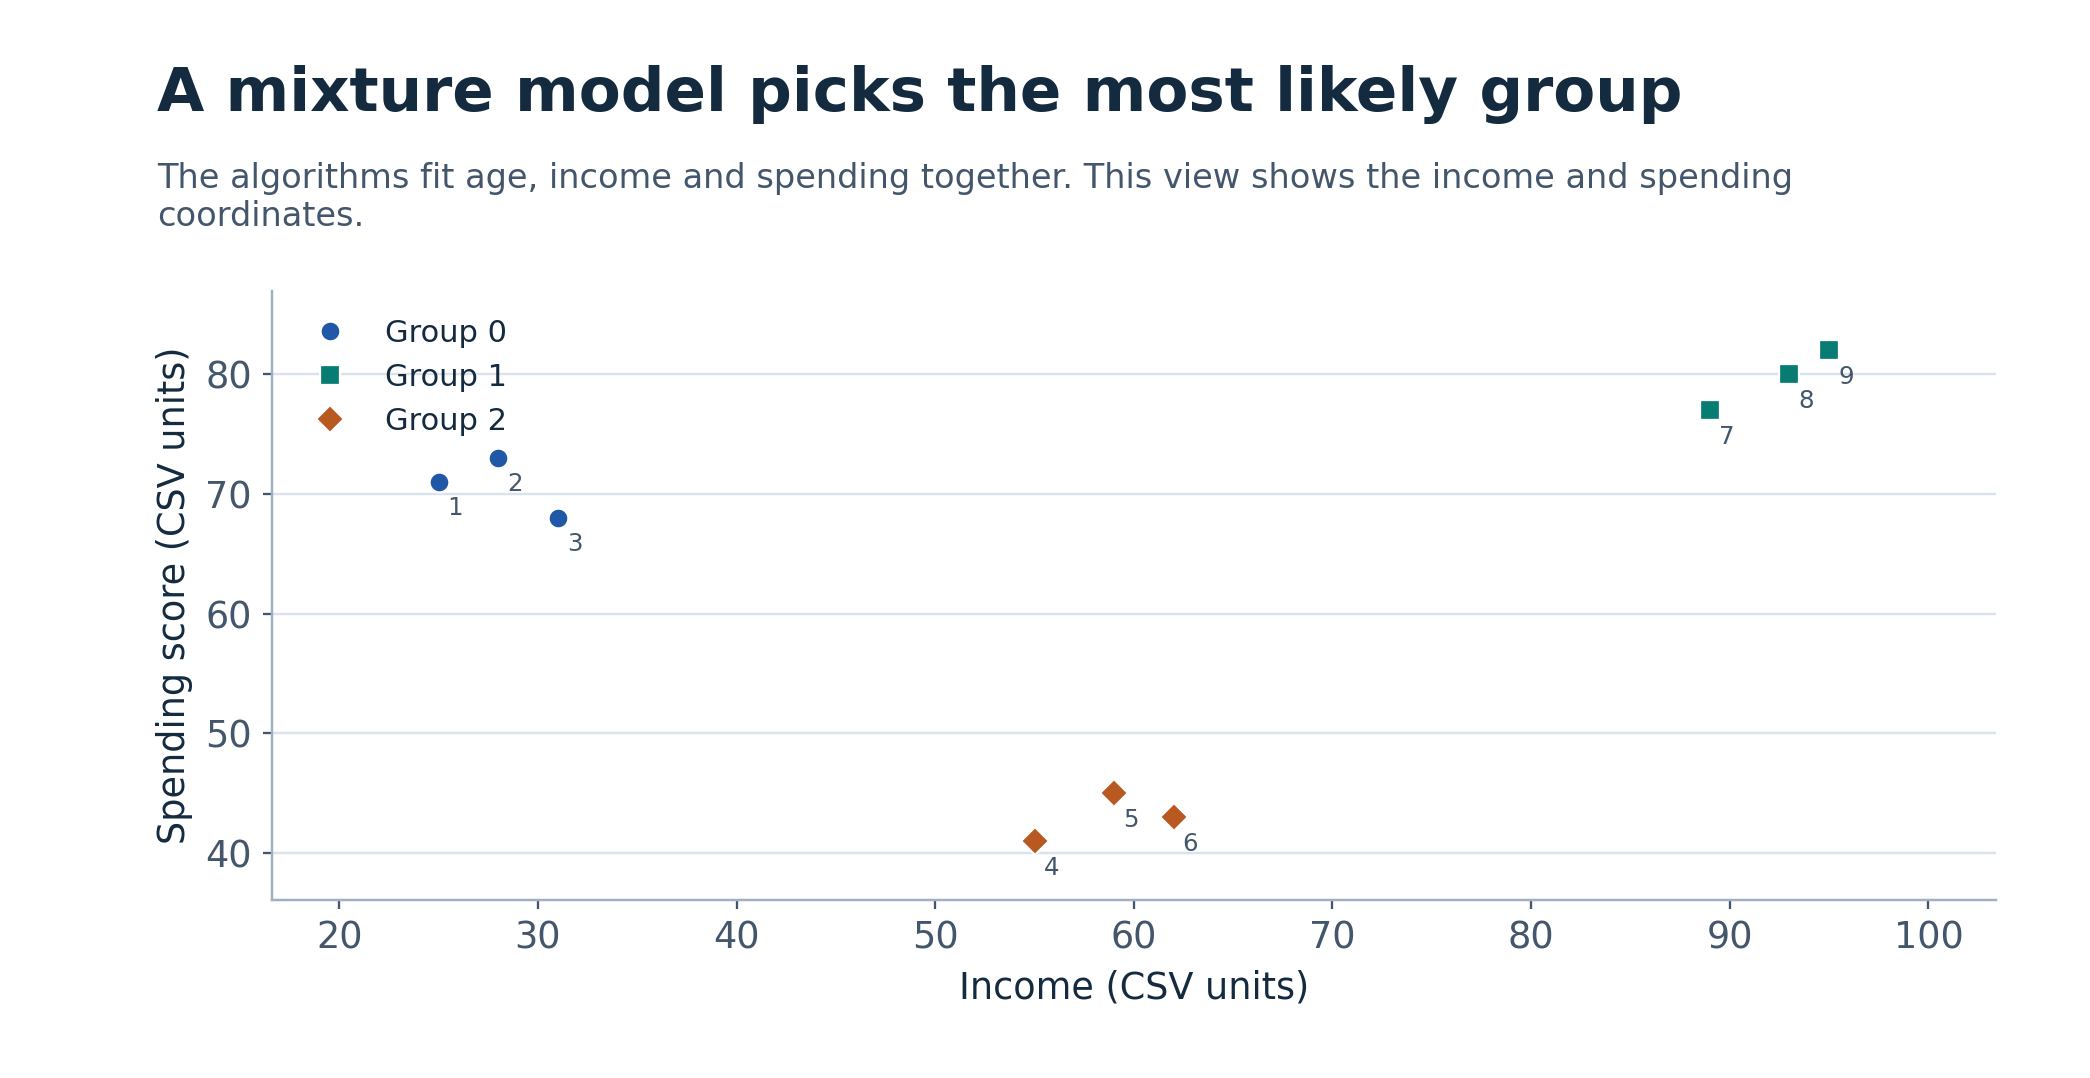 A mixture model picks the most likely group
The algorithms fit age, income and spending together. This view shows the income and spending
coordinates.
Group 0
Group 1
Group 2
Spending score (CSV units)
80
70
60
50
40
1
2
3
4
5
6
7
8
9
20 30 40 50 60 70 80 90 100
Income (CSV units)